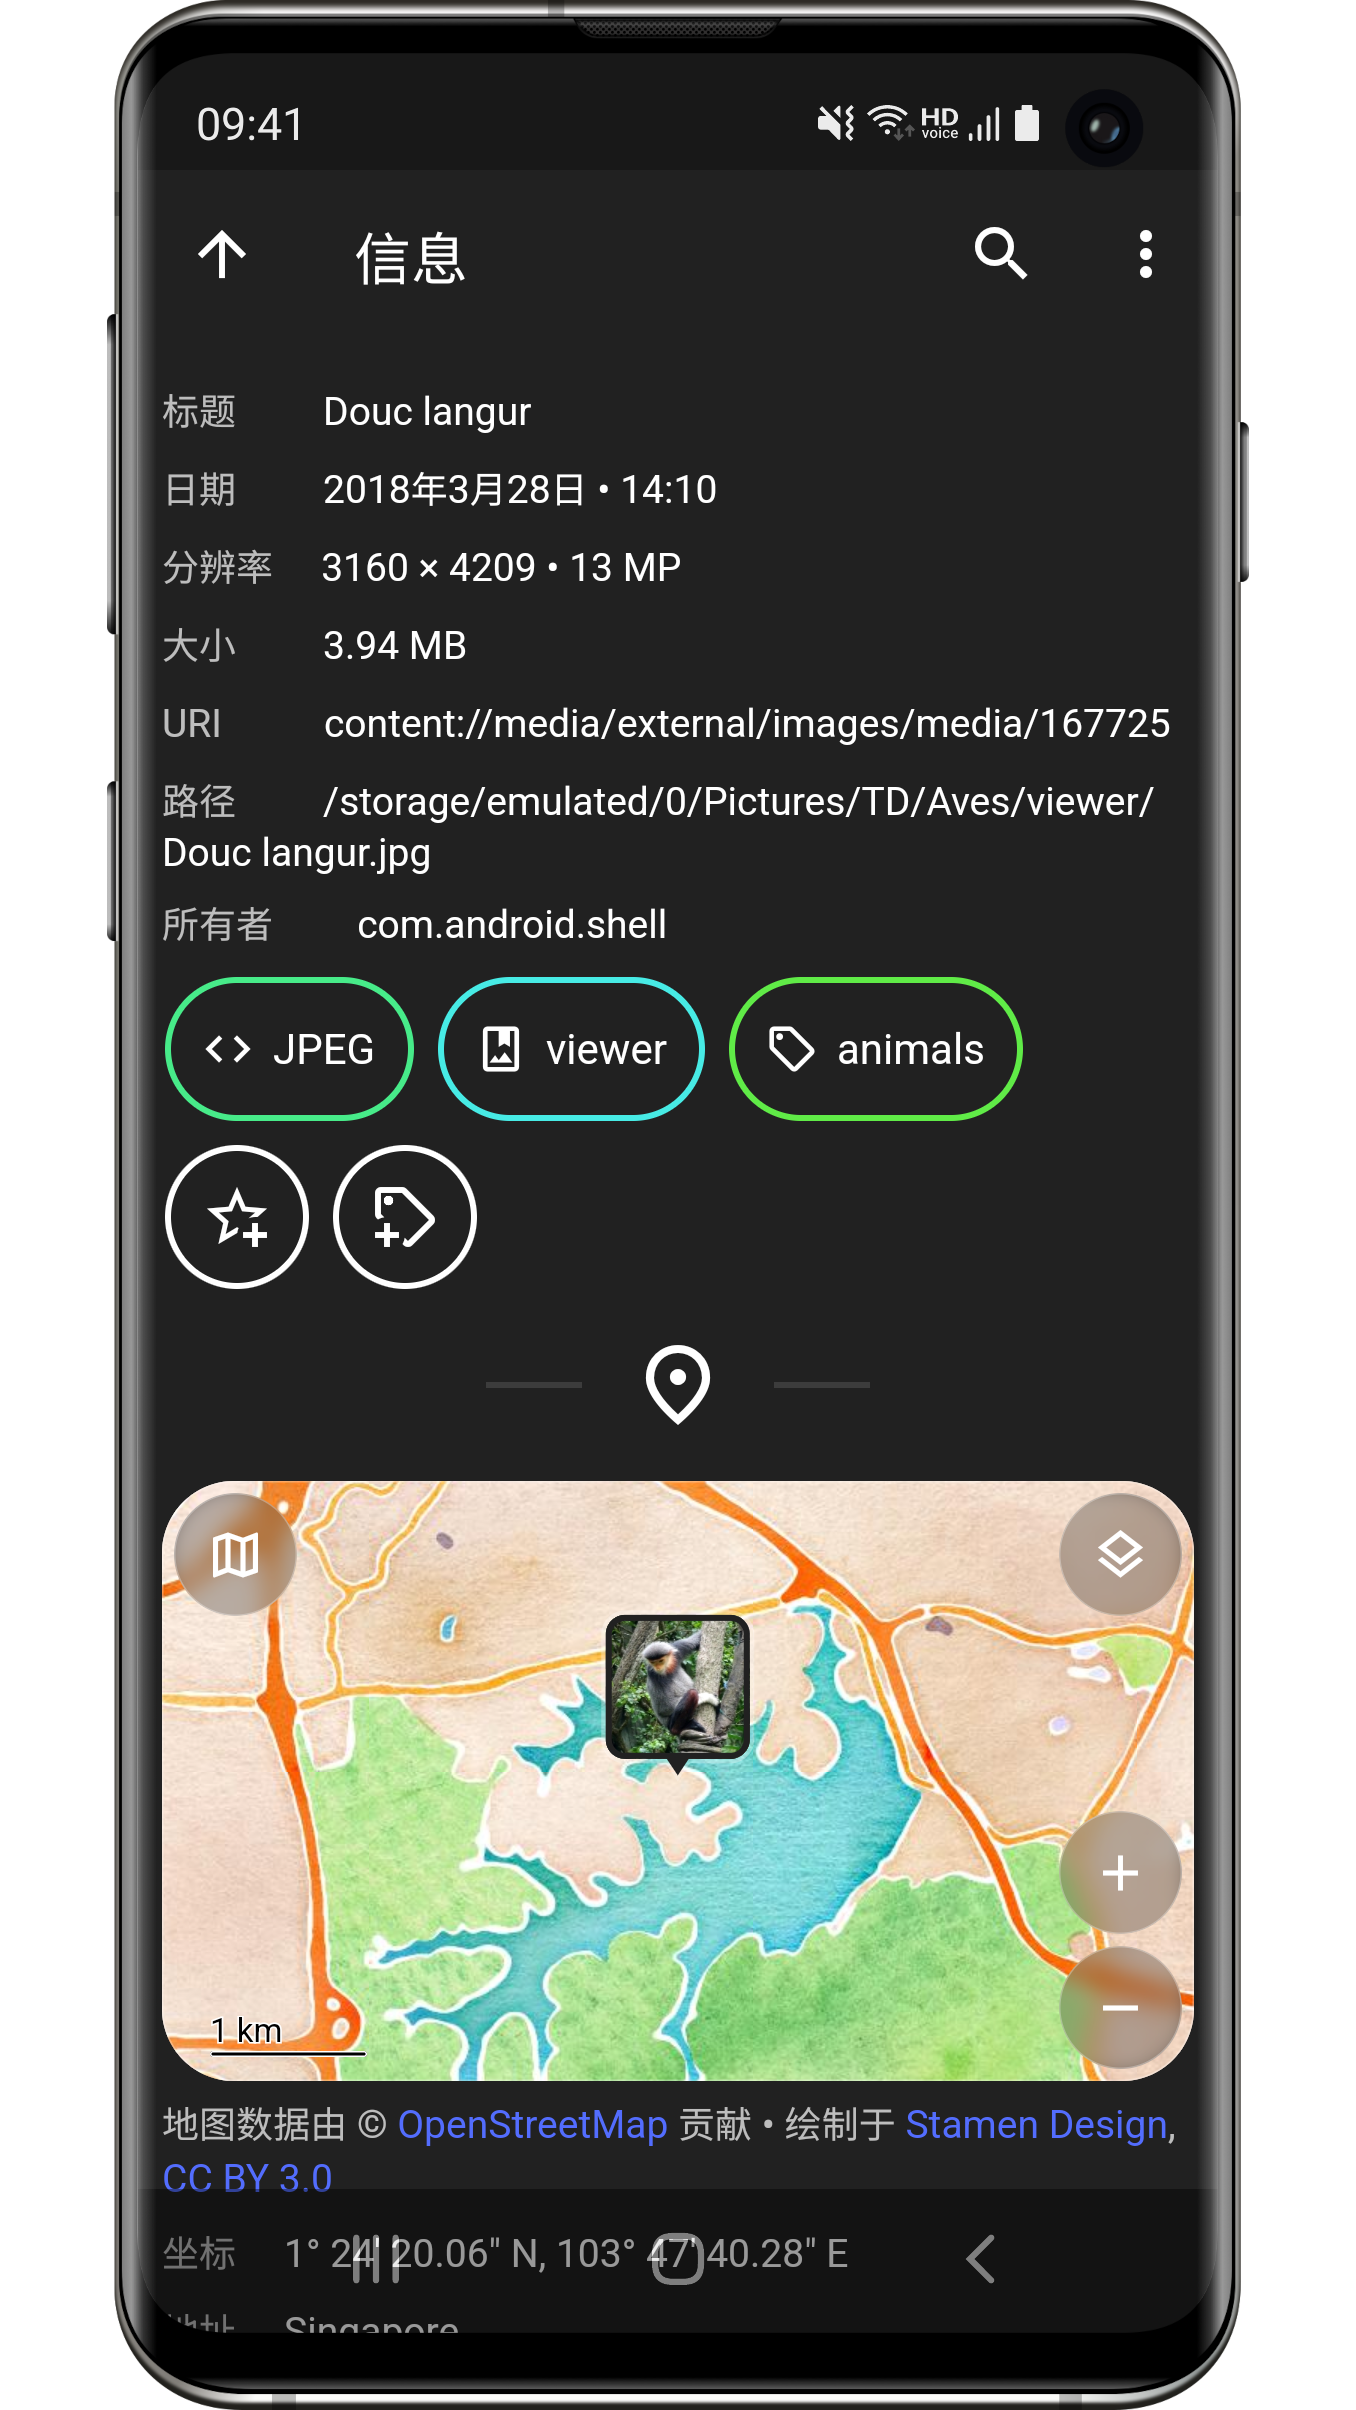 09:41
HD
voice
信息
标题 Douc langur
日期 2018年3月28日 • 14:10
分辨率 3160 × 4209 • 13 MP
大小 3.94 MB
URI content://media/external/images/media/167725
路径 /storage/emulated/0/Pictures/TD/Aves/viewer/
Douc langur.jpg
所有者 com.android.shell
JPEG viewer animals
1 km
地图数据由 © OpenStreetMap 贡献 • 绘制于 Stamen Design,
CC BY 3.0
坐标 1° 24′ 20.06″ N, 103° 47′ 40.28″ E
地址 Singapore